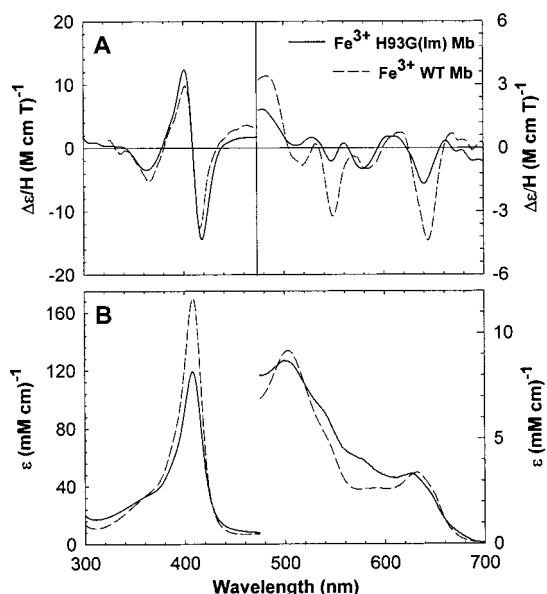 A
Fe3+ H93G(Im) Mb
Fe3+ WT Mb
Δε/H (M cm T)-1
20
10
0
-10
-20
6
3
0
-3
-6
Δε/H (M cm T)-1
B
ε (mM cm)-1
160
120
80
40
0
10
5
0
ε (mM cm)-1
300
400
500
600
700
Wavelength (nm)